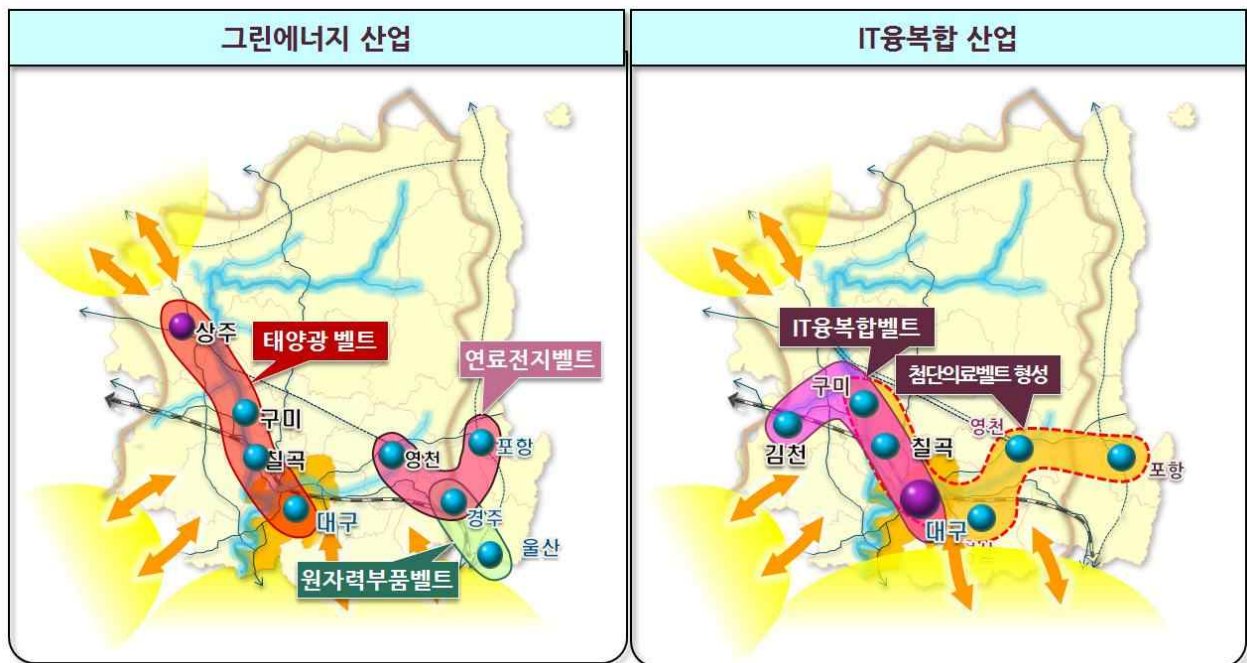 그린에너지 산업
상주
태양광 벨트
연료전지벨트
구미
칠곡
영천
포항
대구
경주
울산
원자력부품벨트
IT융복합 산업
IT융복합벨트
첨단의료벨트 형성
구미
영천
김천
칠곡
포항
대구